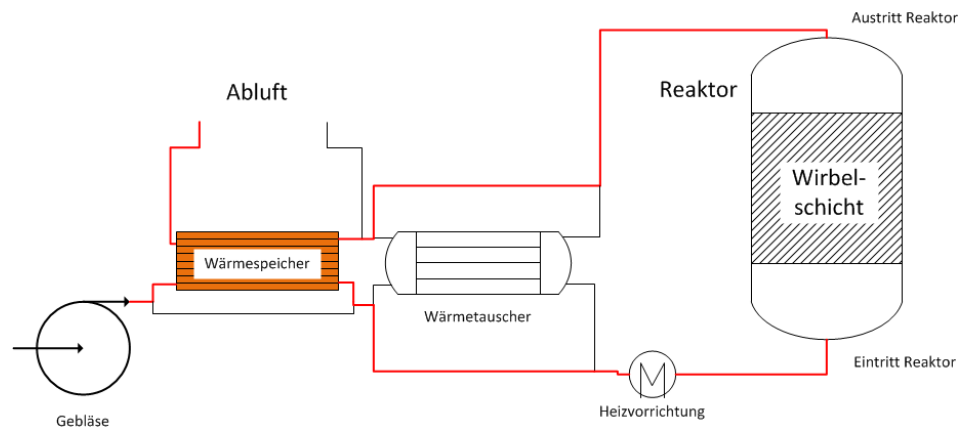 Austritt Reaktor
Abluft
Reaktor
Wirbel-
schicht
Wärmespeicher
Wärmetauscher
Eintritt Reaktor
Heizvorrichtung
Gebläse